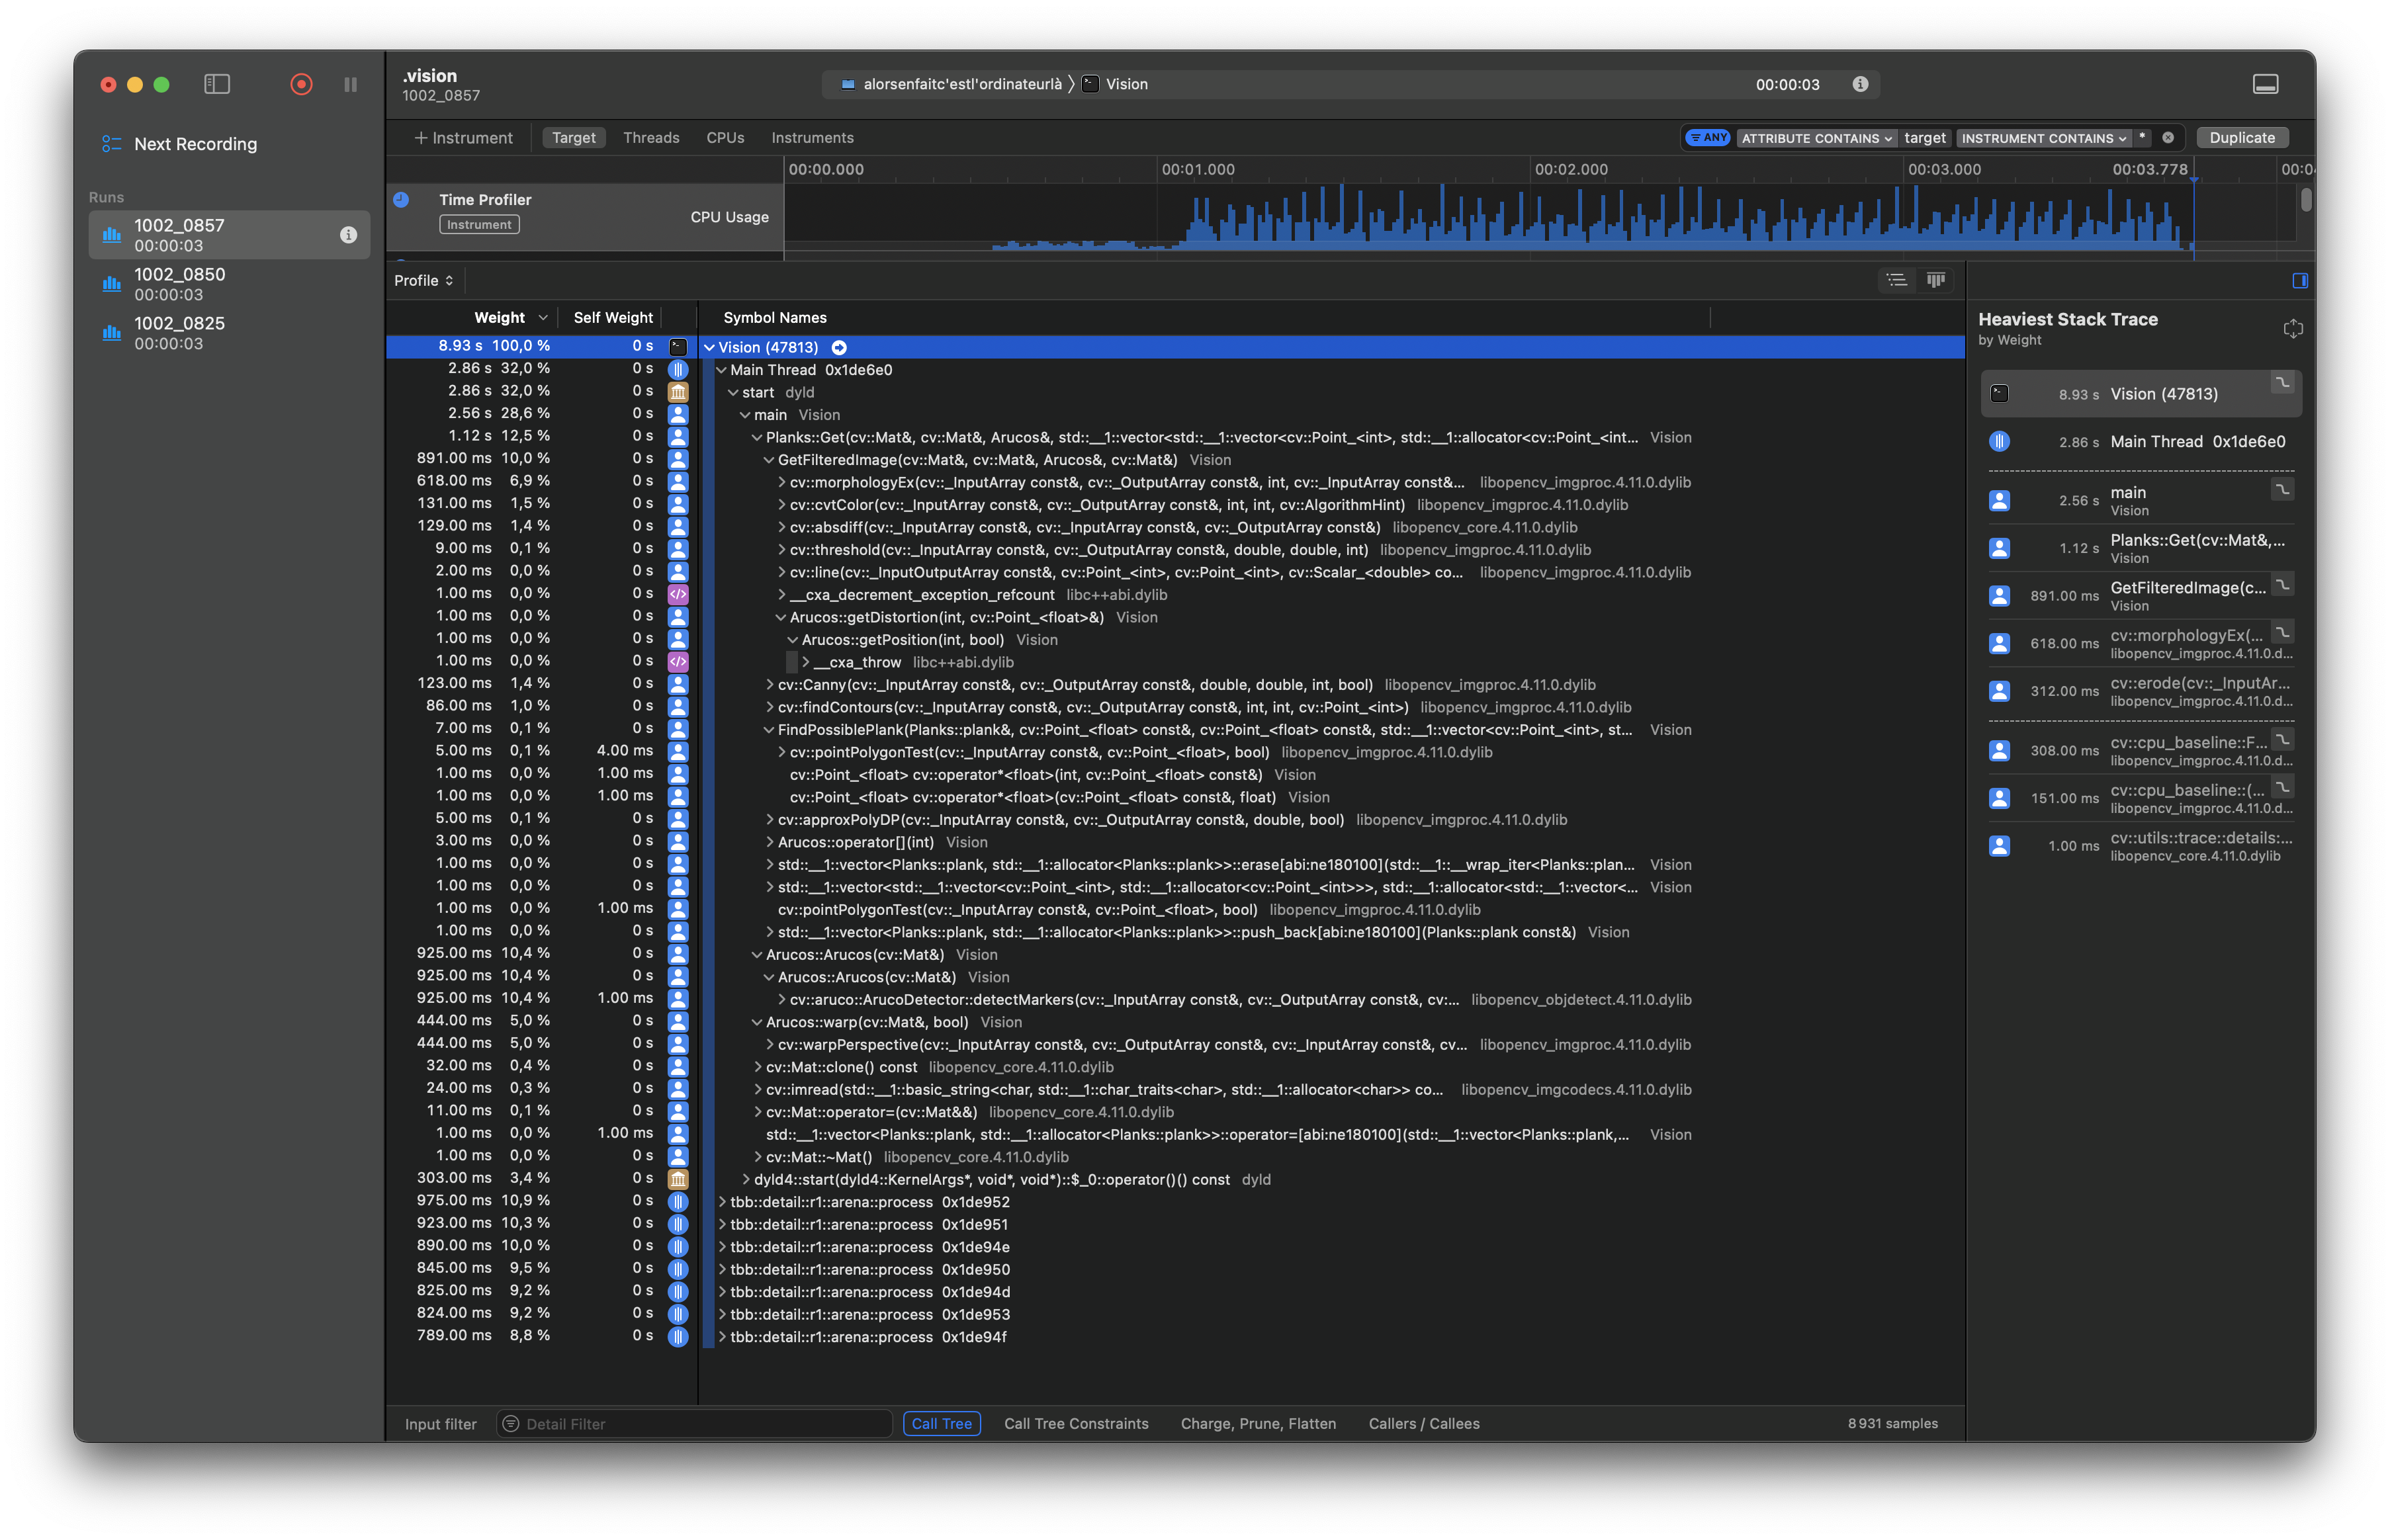 .vision
1002_0857
alorsenfaitc'estl'ordinateurlà 〉 Vision
00:00:03
Next Recording
Runs
1002_0857
00:00:03
1002_0850
00:00:03
1002_0825
00:00:03
+ Instrument
Target
Threads
CPUs
Instruments
ANY
ATTRIBUTE CONTAINS
target
INSTRUMENT CONTAINS
*
Duplicate
00:00.000
00:01.000
00:02.000
00:03.000
00:03.778
00:04
Time Profiler
Instrument
CPU Usage
Profile
Weight Self Weight Symbol Names
8.93 s 100,0 % 0 s Vision (47813)
2.86 s 32,0 % 0 s Main Thread 0x1de6e0
2.86 s 32,0 % 0 s start dyld
2.56 s 28,6 % 0 s main Vision
1.12 s 12,5 % 0 s Planks::Get(cv::Mat&, cv::Mat&, Arucos&, std::__1::vector<std::__1::vector<cv::Point_<int>, std::__1::allocator<cv::Point_<int... Vision
891.00 ms 10,0 % 0 s GetFilteredImage(cv::Mat&, cv::Mat&, Arucos&, cv::Mat&) Vision
618.00 ms 6,9 % 0 s cv::morphologyEx(cv::_InputArray const&, cv::_OutputArray const&, int, cv::_InputArray const&... libopencv_imgproc.4.11.0.dylib
131.00 ms 1,5 % 0 s cv::cvtColor(cv::_InputArray const&, cv::_OutputArray const&, int, int, cv::AlgorithmHint) libopencv_imgproc.4.11.0.dylib
129.00 ms 1,4 % 0 s cv::absdiff(cv::_InputArray const&, cv::_InputArray const&, cv::_OutputArray const&) libopencv_core.4.11.0.dylib
9.00 ms 0,1 % 0 s cv::threshold(cv::_InputArray const&, cv::_OutputArray const&, double, double, int) libopencv_imgproc.4.11.0.dylib
2.00 ms 0,0 % 0 s cv::line(cv::_InputOutputArray const&, cv::Point_<int>, cv::Point_<int>, cv::Scalar_<double> co... libopencv_imgproc.4.11.0.dylib
1.00 ms 0,0 % 0 s __cxa_decrement_exception_refcount libc++abi.dylib
1.00 ms 0,0 % 0 s Arucos::getDistortion(int, cv::Point_<float>&) Vision
1.00 ms 0,0 % 0 s Arucos::getPosition(int, bool) Vision
1.00 ms 0,0 % 0 s __cxa_throw libc++abi.dylib
123.00 ms 1,4 % 0 s cv::Canny(cv::_InputArray const&, cv::_OutputArray const&, double, double, int, bool) libopencv_imgproc.4.11.0.dylib
86.00 ms 1,0 % 0 s cv::findContours(cv::_InputArray const&, cv::_OutputArray const&, int, int, cv::Point_<int>) libopencv_imgproc.4.11.0.dylib
7.00 ms 0,1 % 0 s FindPossiblePlank(Planks::plank&, cv::Point_<float> const&, cv::Point_<float> const&, std::__1::vector<cv::Point_<int>, st... Vision
5.00 ms 0,1 % 4.00 ms cv::pointPolygonTest(cv::_InputArray const&, cv::Point_<float>, bool) libopencv_imgproc.4.11.0.dylib
1.00 ms 0,0 % 1.00 ms cv::Point_<float> cv::operator*<float>(int, cv::Point_<float> const&) Vision
1.00 ms 0,0 % 1.00 ms cv::Point_<float> cv::operator*<float>(cv::Point_<float> const&, float) Vision
5.00 ms 0,1 % 0 s cv::approxPolyDP(cv::_InputArray const&, cv::_OutputArray const&, double, bool) libopencv_imgproc.4.11.0.dylib
3.00 ms 0,0 % 0 s Arucos::operator[](int) Vision
1.00 ms 0,0 % 0 s std::__1::vector<Planks::plank, std::__1::allocator<Planks::plank>>::erase[abi:ne180100](std::__1::__wrap_iter<Planks::plan... Vision
1.00 ms 0,0 % 0 s std::__1::vector<std::__1::vector<cv::Point_<int>, std::__1::allocator<cv::Point_<int>>>, std::__1::allocator<std::__1::vector<... Vision
1.00 ms 0,0 % 1.00 ms cv::pointPolygonTest(cv::_InputArray const&, cv::Point_<float>, bool) libopencv_imgproc.4.11.0.dylib
1.00 ms 0,0 % 0 s std::__1::vector<Planks::plank, std::__1::allocator<Planks::plank>>::push_back[abi:ne180100](Planks::plank const&) Vision
925.00 ms 10,4 % 0 s Arucos::Arucos(cv::Mat&) Vision
925.00 ms 10,4 % 0 s Arucos::Arucos(cv::Mat&) Vision
925.00 ms 10,4 % 1.00 ms cv::aruco::ArucoDetector::detectMarkers(cv::_InputArray const&, cv::_OutputArray const&, cv:... libopencv_objdetect.4.11.0.dylib
444.00 ms 5,0 % 0 s Arucos::warp(cv::Mat&, bool) Vision
444.00 ms 5,0 % 0 s cv::warpPerspective(cv::_InputArray const&, cv::_OutputArray const&, cv::_InputArray const&, cv... libopencv_imgproc.4.11.0.dylib
32.00 ms 0,4 % 0 s cv::Mat::clone() const libopencv_core.4.11.0.dylib
24.00 ms 0,3 % 0 s cv::imread(std::__1::basic_string<char, std::__1::char_traits<char>, std::__1::allocator<char>> co... libopencv_imgcodecs.4.11.0.dylib
11.00 ms 0,1 % 0 s cv::Mat::operator=(cv::Mat&&) libopencv_core.4.11.0.dylib
1.00 ms 0,0 % 1.00 ms std::__1::vector<Planks::plank, std::__1::allocator<Planks::plank>>::operator=[abi:ne180100](std::__1::vector<Planks::plank,... Vision
1.00 ms 0,0 % 0 s cv::Mat::~Mat() libopencv_core.4.11.0.dylib
303.00 ms 3,4 % 0 s dyld4::start(dyld4::KernelArgs*, void*, void*)::$_0::operator()() const dyld
975.00 ms 10,9 % 0 s tbb::detail::r1::arena::process 0x1de952
923.00 ms 10,3 % 0 s tbb::detail::r1::arena::process 0x1de951
890.00 ms 10,0 % 0 s tbb::detail::r1::arena::process 0x1de94e
845.00 ms 9,5 % 0 s tbb::detail::r1::arena::process 0x1de950
825.00 ms 9,2 % 0 s tbb::detail::r1::arena::process 0x1de94d
824.00 ms 9,2 % 0 s tbb::detail::r1::arena::process 0x1de953
789.00 ms 8,8 % 0 s tbb::detail::r1::arena::process 0x1de94f
Heaviest Stack Trace
by Weight
8.93 s Vision (47813)
2.86 s Main Thread 0x1de6e0
2.56 s main
Vision
1.12 s Planks::Get(cv::Mat&,...
Vision
891.00 ms GetFilteredImage(c...
Vision
618.00 ms cv::morphologyEx(...
libopencv_imgproc.4.11.0.d...
312.00 ms cv::erode(cv::_InputAr...
libopencv_imgproc.4.11.0.d...
308.00 ms cv::cpu_baseline::F...
libopencv_imgproc.4.11.0.d...
151.00 ms cv::cpu_baseline::(...
libopencv_imgproc.4.11.0.d...
1.00 ms cv::utils::trace::details:...
libopencv_core.4.11.0.dylib
Input filter
Detail Filter
Call Tree
Call Tree Constraints
Charge, Prune, Flatten
Callers / Callees
8 931 samples